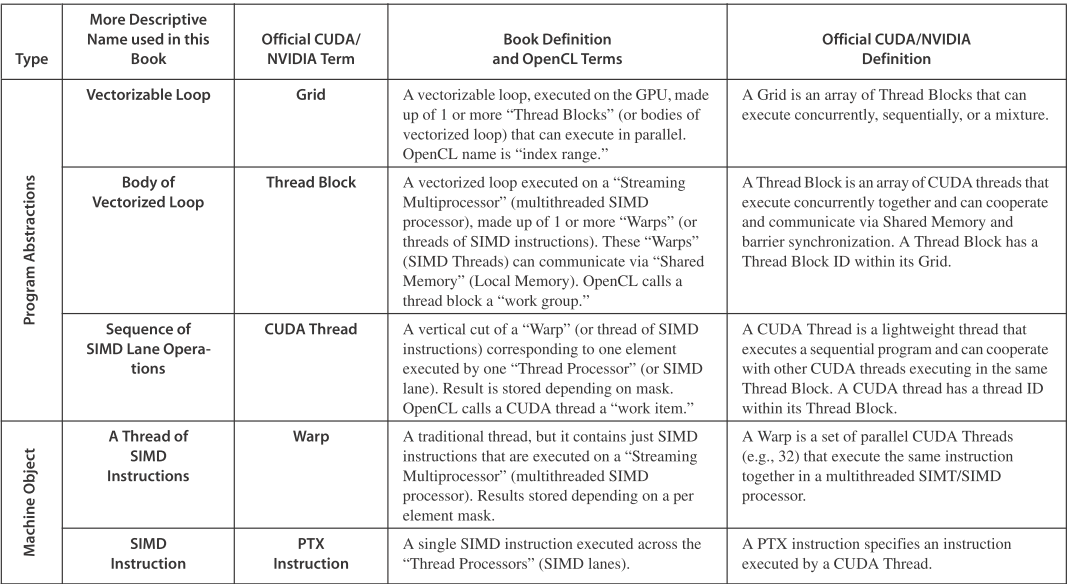 Type
More Descriptive
Name used in this
Book
Official CUDA/
NVIDIA Term
Book Definition
and OpenCL Terms
Official CUDA/NVIDIA
Definition
Program Abstractions
Vectorizable Loop
Grid
A vectorizable loop, executed on the GPU, made
up of 1 or more “Thread Blocks” (or bodies of
vectorized loop) that can execute in parallel.
OpenCL name is “index range.”
A Grid is an array of Thread Blocks that can
execute concurrently, sequentially, or a mixture.
Body of
Vectorized Loop
Thread Block
A vectorized loop executed on a “Streaming
Multiprocessor” (multithreaded SIMD
processor), made up of 1 or more “Warps” (or
threads of SIMD instructions). These “Warps”
(SIMD Threads) can communicate via “Shared
Memory” (Local Memory). OpenCL calls a
thread block a “work group.”
A Thread Block is an array of CUDA threads that
execute concurrently together and can cooperate
and communicate via Shared Memory and
barrier synchronization. A Thread Block has a
Thread Block ID within its Grid.
Sequence of
SIMD Lane Opera-
tions
CUDA Thread
A vertical cut of a “Warp” (or thread of SIMD
instructions) corresponding to one element
executed by one “Thread Processor” (or SIMD
lane). Result is stored depending on mask.
OpenCL calls a CUDA thread a “work item.”
A CUDA Thread is a lightweight thread that
executes a sequential program and can cooperate
with other CUDA threads executing in the same
Thread Block. A CUDA thread has a thread ID
within its Thread Block.
Machine Object
A Thread of
SIMD
Instructions
Warp
A traditional thread, but it contains just SIMD
instructions that are executed on a “Streaming
Multiprocessor” (multithreaded SIMD
processor). Results stored depending on a per
element mask.
A Warp is a set of parallel CUDA Threads
(e.g., 32) that execute the same instruction
together in a multithreaded SIMT/SIMD
processor.
SIMD
Instruction
PTX
Instruction
A single SIMD instruction executed across the
“Thread Processors” (SIMD lanes).
A PTX instruction specifies an instruction
executed by a CUDA Thread.